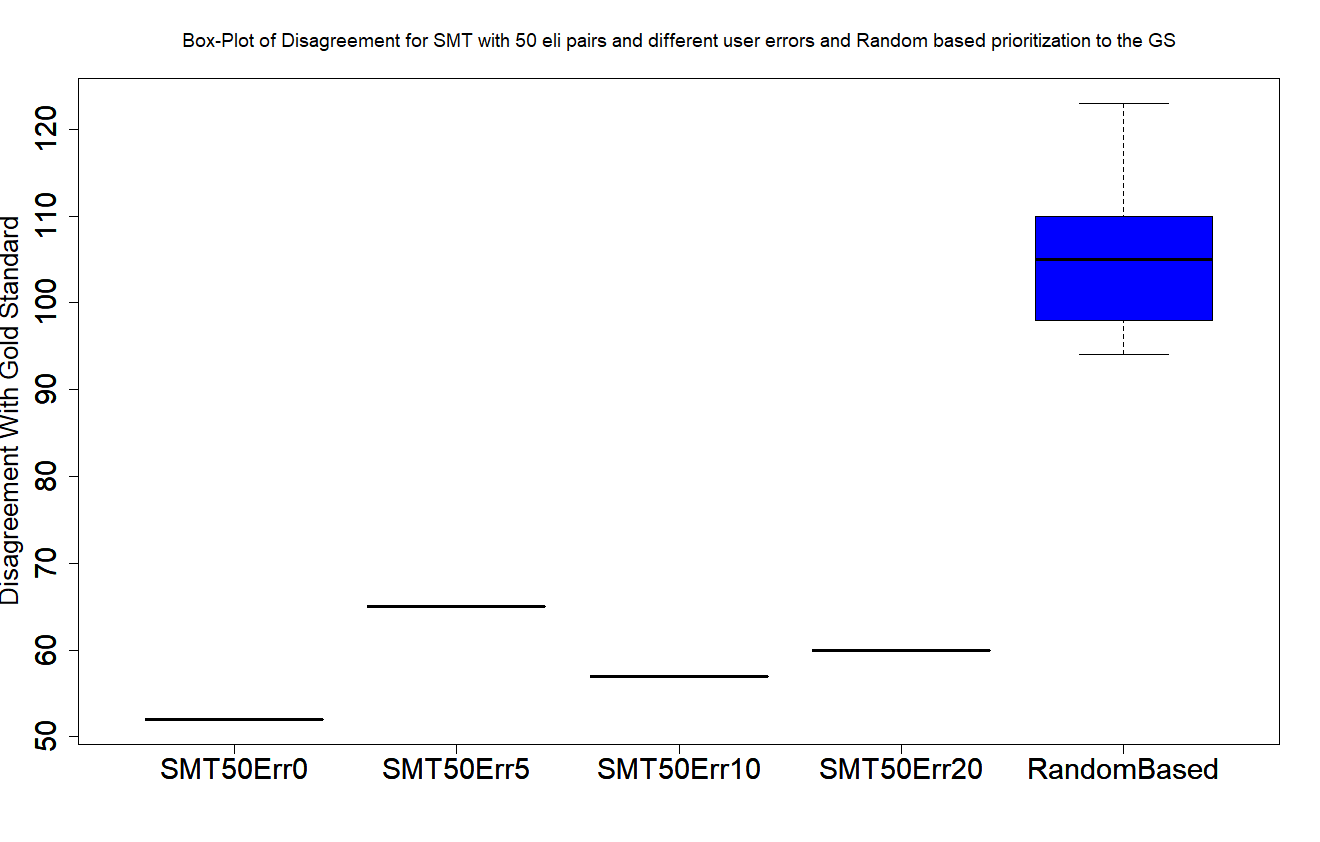 Box-Plot of Disagreement for SMT with 50 eli pairs and different user errors and Random based prioritization to the GS
Disagreement With Gold Standard
120
110
100
90
80
70
60
50
SMT50Err0 SMT50Err5 SMT50Err10 SMT50Err20 RandomBased